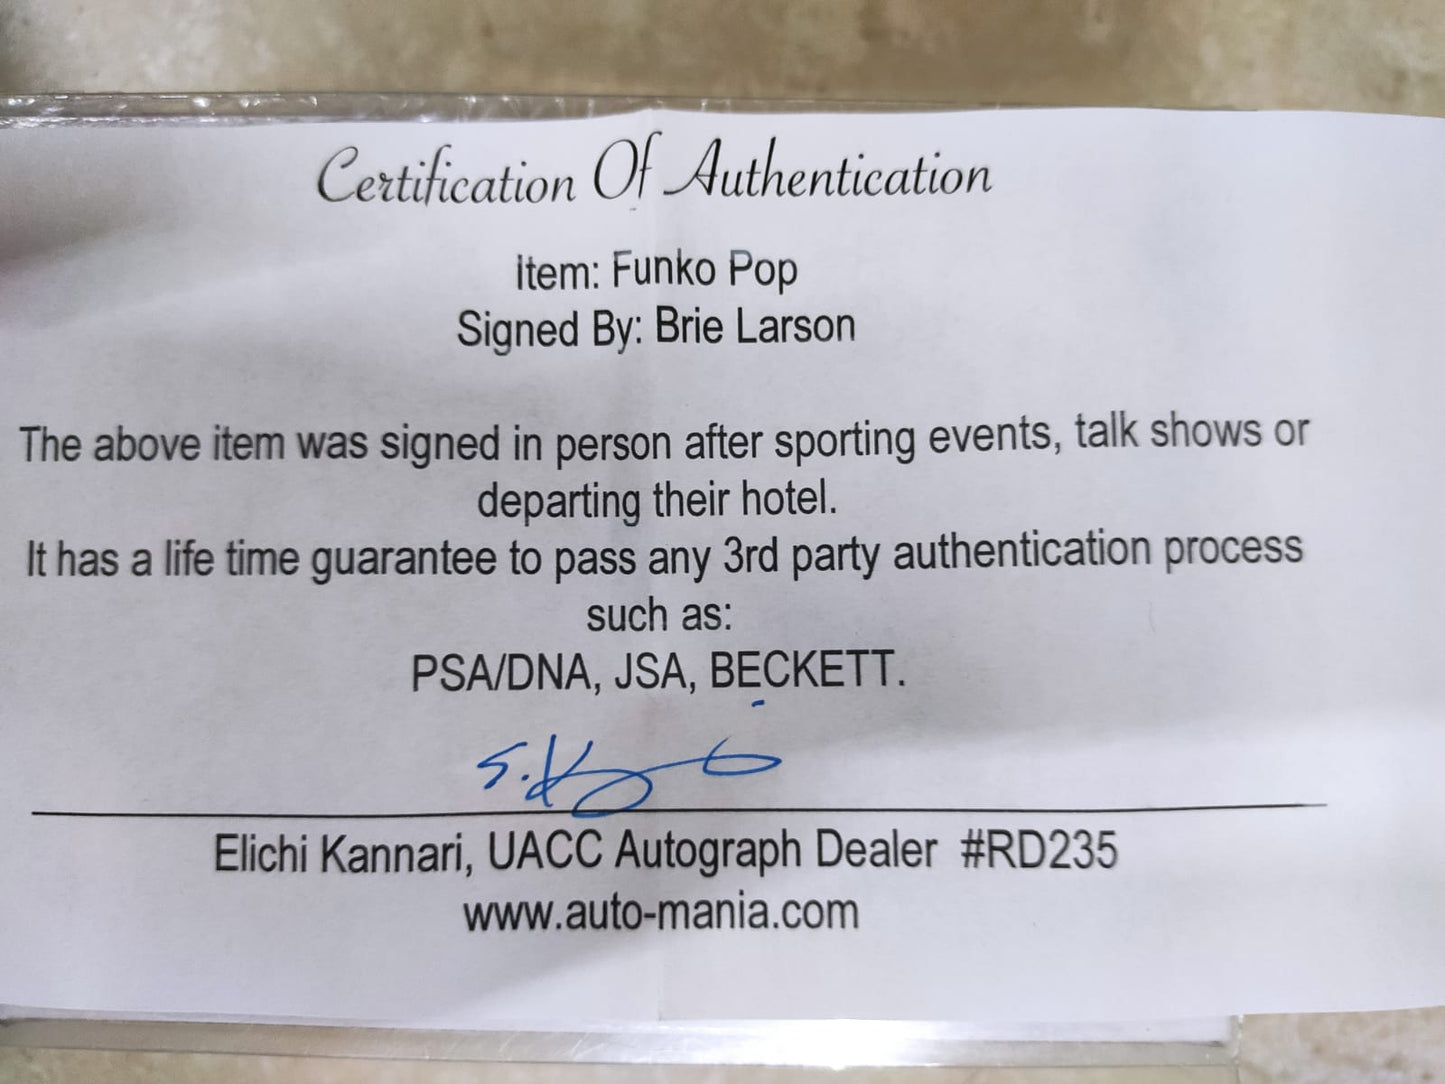 Certification Of Authentication
Item: Funko Pop
Signed By: Brie Larson
The above item was signed in person after sporting events, talk shows or
departing their hotel.
It has a life time guarantee to pass any 3rd party authentication process
such as:
PSA/DNA, JSA, BECKETT.
Elichi Kannari, UACC Autograph Dealer #RD235
www.auto-mania.com